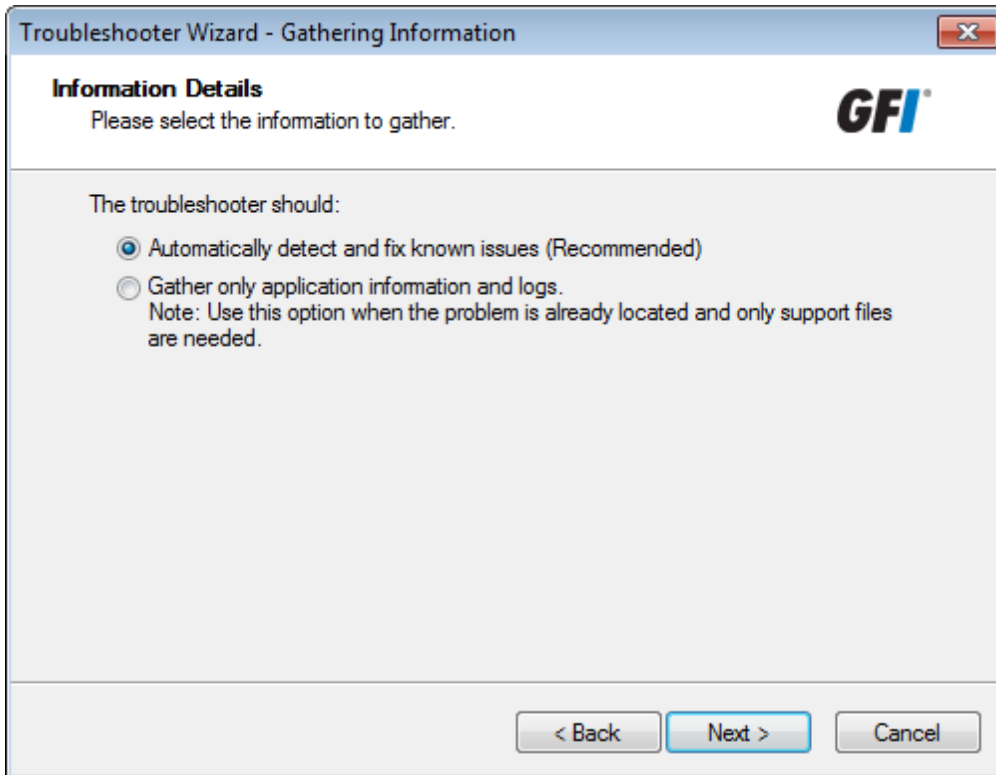 Troubleshooter Wizard - Gathering Information
Information Details
Please select the information to gather.
GFI
The troubleshooter should:
Automatically detect and fix known issues (Recommended)
Gather only application information and logs.
Note: Use this option when the problem is already located and only support files
are needed.
< Back
Next >
Cancel